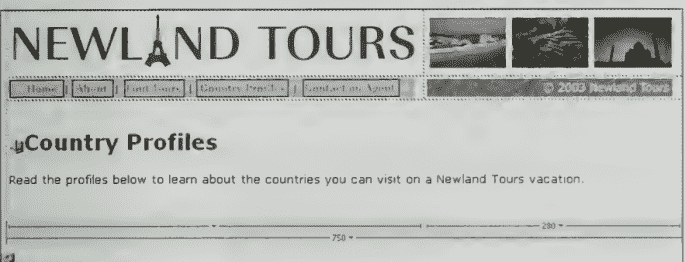 NEWLAND TOURS
Home | About | Find Tours | Country Profiles | Contact an Agent
© 2003 Newland Tours
Country Profiles
Read the profiles below to learn about the countries you can visit on a Newland Tours vacation.
280
750